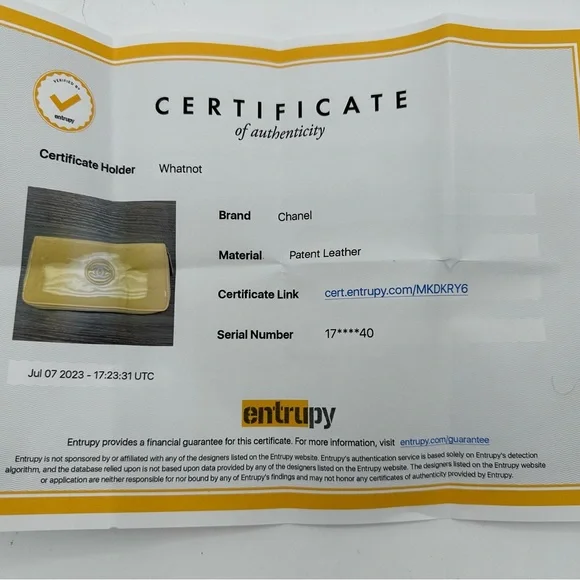 VERIFIED BY
entrupy
CERTIFICATE
of authenticity
Certificate Holder Whatnot
Brand Chanel
Material Patent Leather
Certificate Link cert.entrupy.com/MKDKRY6
Serial Number 17****40
Jul 07 2023 - 17:23:31 UTC
entrupy
Entrupy provides a financial guarantee for this certificate. For more information, visit entrupy.com/guarantee
Entrupy is not sponsored by or affiliated with any of the designers listed on the Entrupy website. Entrupy's authentication service is based solely on Entrupy's detection
algorithm, and the database relied upon is not based upon data provided by any of the designers listed on the Entrupy website. The designers listed on the Entrupy website
or application are neither responsible for nor bound by any of Entrupy's findings and may not honor any certificates of authenticity provided by Entrupy.